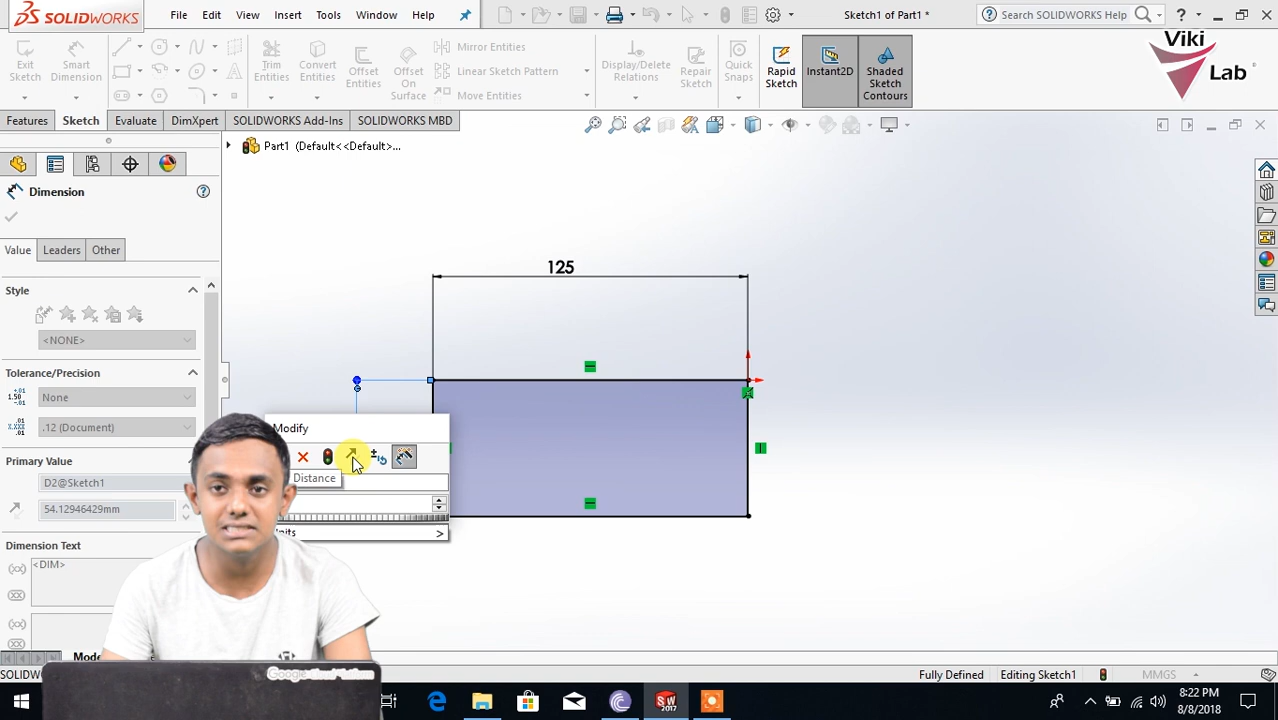 SOLIDWORKS
File
Edit
View
Insert
Tools
Window
Help
Sketch1 of Part1 *
Search SOLIDWORKS Help
?
Viki
Lab
Exit
Sketch
Smart
Dimension
Trim
Entities
Convert
Entities
Offset
Entities
Offset
On
Surface
Mirror Entities
Linear Sketch Pattern
Move Entities
Display/Delete
Relations
Repair
Sketch
Quick
Snaps
Rapid
Sketch
Instant2D
Shaded
Sketch
Contours
Features
Sketch
Evaluate
DimXpert
SOLIDWORKS Add-Ins
SOLIDWORKS MBD
Part1 (Default<<Default>...
Dimension
Value
Leaders
Other
Style
<NONE>
Tolerance/Precision
None
.12 (Document)
Primary Value
D2@Sketch1
54.12946429mm
Dimension Text
<DIM>
125
Modify
Distance
>
SOLIDW
Fully Defined
Editing Sketch1
MMGS
SW
2017
8:22 PM
8/8/2018